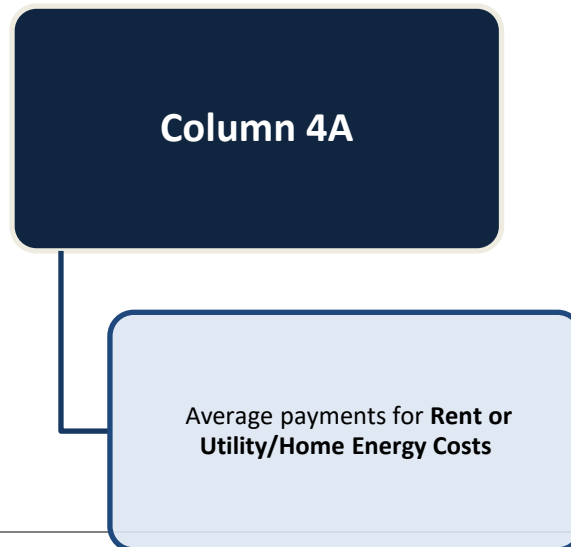 Column 4A
Average payments for Rent or
Utility/Home Energy Costs